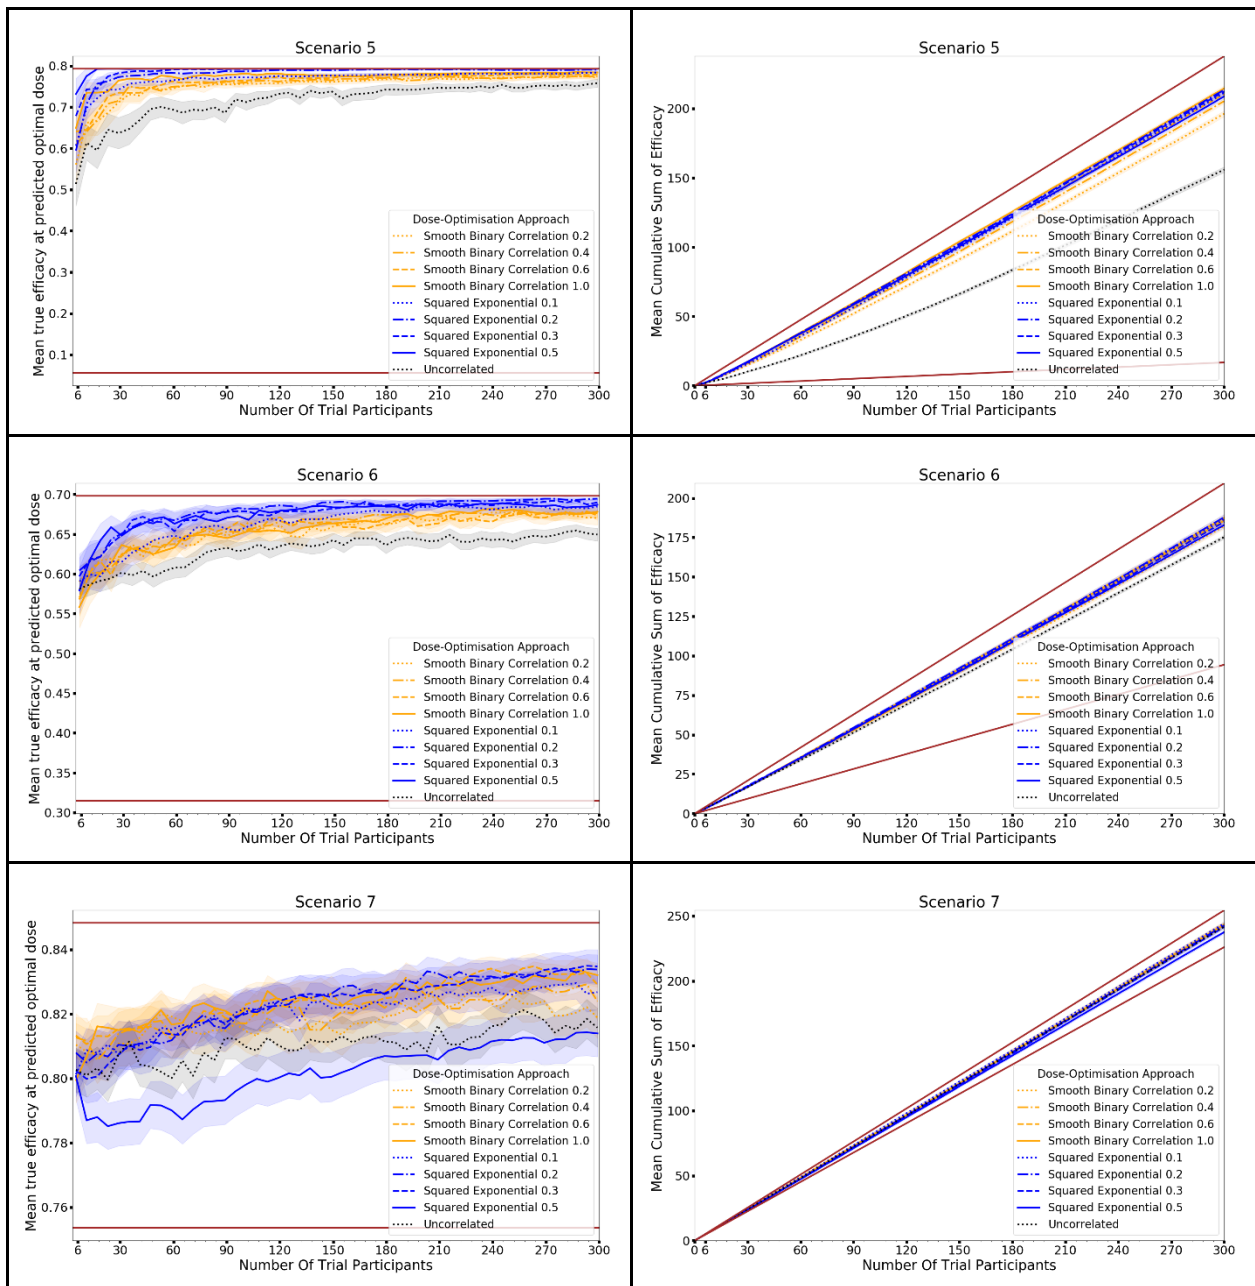 Scenario 5
Mean true efficacy at predicted optimal dose
0.8
0.7
0.6
0.5
0.4
0.3
0.2
0.1
Dose-Optimisation Approach
Smooth Binary Correlation 0.2
Smooth Binary Correlation 0.4
Smooth Binary Correlation 0.6
Smooth Binary Correlation 1.0
Squared Exponential 0.1
Squared Exponential 0.2
Squared Exponential 0.3
Squared Exponential 0.5
Uncorrelated
6 30 60 90 120 150 180 210 240 270 300
Number Of Trial Participants
Scenario 5
Mean Cumulative Sum of Efficacy
200
150
100
50
0
Dose-Optimisation Approach
Smooth Binary Correlation 0.2
Smooth Binary Correlation 0.4
Smooth Binary Correlation 0.6
Smooth Binary Correlation 1.0
Squared Exponential 0.1
Squared Exponential 0.2
Squared Exponential 0.3
Squared Exponential 0.5
Uncorrelated
0 6 30 60 90 120 150 180 210 240 270 300
Number Of Trial Participants
Scenario 6
Mean true efficacy at predicted optimal dose
0.70
0.65
0.60
0.55
0.50
0.45
0.40
0.35
0.30
Dose-Optimisation Approach
Smooth Binary Correlation 0.2
Smooth Binary Correlation 0.4
Smooth Binary Correlation 0.6
Smooth Binary Correlation 1.0
Squared Exponential 0.1
Squared Exponential 0.2
Squared Exponential 0.3
Squared Exponential 0.5
Uncorrelated
6 30 60 90 120 150 180 210 240 270 300
Number Of Trial Participants
Scenario 6
Mean Cumulative Sum of Efficacy
200
175
150
125
100
75
50
25
0
Dose-Optimisation Approach
Smooth Binary Correlation 0.2
Smooth Binary Correlation 0.4
Smooth Binary Correlation 0.6
Smooth Binary Correlation 1.0
Squared Exponential 0.1
Squared Exponential 0.2
Squared Exponential 0.3
Squared Exponential 0.5
Uncorrelated
0 6 30 60 90 120 150 180 210 240 270 300
Number Of Trial Participants
Scenario 7
Mean true efficacy at predicted optimal dose
0.84
0.82
0.80
0.78
0.76
Dose-Optimisation Approach
Smooth Binary Correlation 0.2
Smooth Binary Correlation 0.4
Smooth Binary Correlation 0.6
Smooth Binary Correlation 1.0
Squared Exponential 0.1
Squared Exponential 0.2
Squared Exponential 0.3
Squared Exponential 0.5
Uncorrelated
6 30 60 90 120 150 180 210 240 270 300
Number Of Trial Participants
Scenario 7
Mean Cumulative Sum of Efficacy
250
200
150
100
50
0
Dose-Optimisation Approach
Smooth Binary Correlation 0.2
Smooth Binary Correlation 0.4
Smooth Binary Correlation 0.6
Smooth Binary Correlation 1.0
Squared Exponential 0.1
Squared Exponential 0.2
Squared Exponential 0.3
Squared Exponential 0.5
Uncorrelated
0 6 30 60 90 120 150 180 210 240 270 300
Number Of Trial Participants